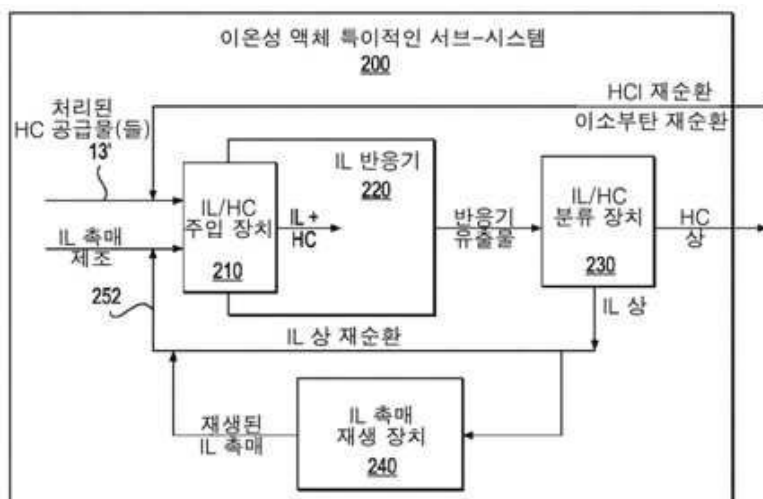 이온성 액체 특이적인 서브-시스템
200
HCl 재순환
이소부탄 재순환
처리된
HC 공급물(들)
13'
IL 반응기
220
IL/HC
주입 장치
210
IL +
HC
반응기
유출물
IL/HC
분류 장치
230
HC
상
IL 촉매
제조
252
IL 상
IL 상 재순환
재생된
IL 촉매
IL 촉매
재생 장치
240